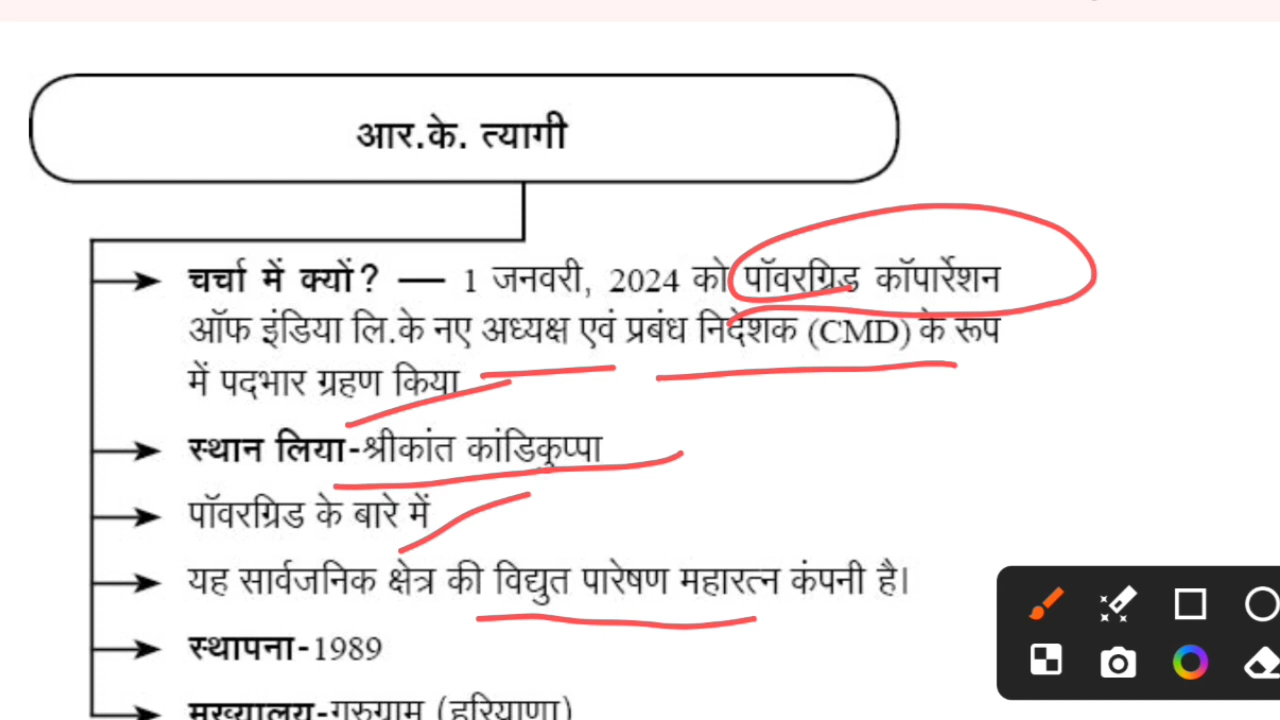 आर.के. त्यागी
चर्चा में क्यों? — 1 जनवरी, 2024 को पॉवरग्रिड कॉपार्रेशन
ऑफ इंडिया लि.के नए अध्यक्ष एवं प्रबंध निदेशक (CMD) के रूप
में पदभार ग्रहण किया
स्थान लिया-श्रीकांत कांडिकुप्पा
पॉवरग्रिड के बारे में
यह सार्वजनिक क्षेत्र की विद्युत पारेषण महारत्न कंपनी है।
स्थापना-1989
मुख्यालय-गुरुग्राम (हरियाणा)